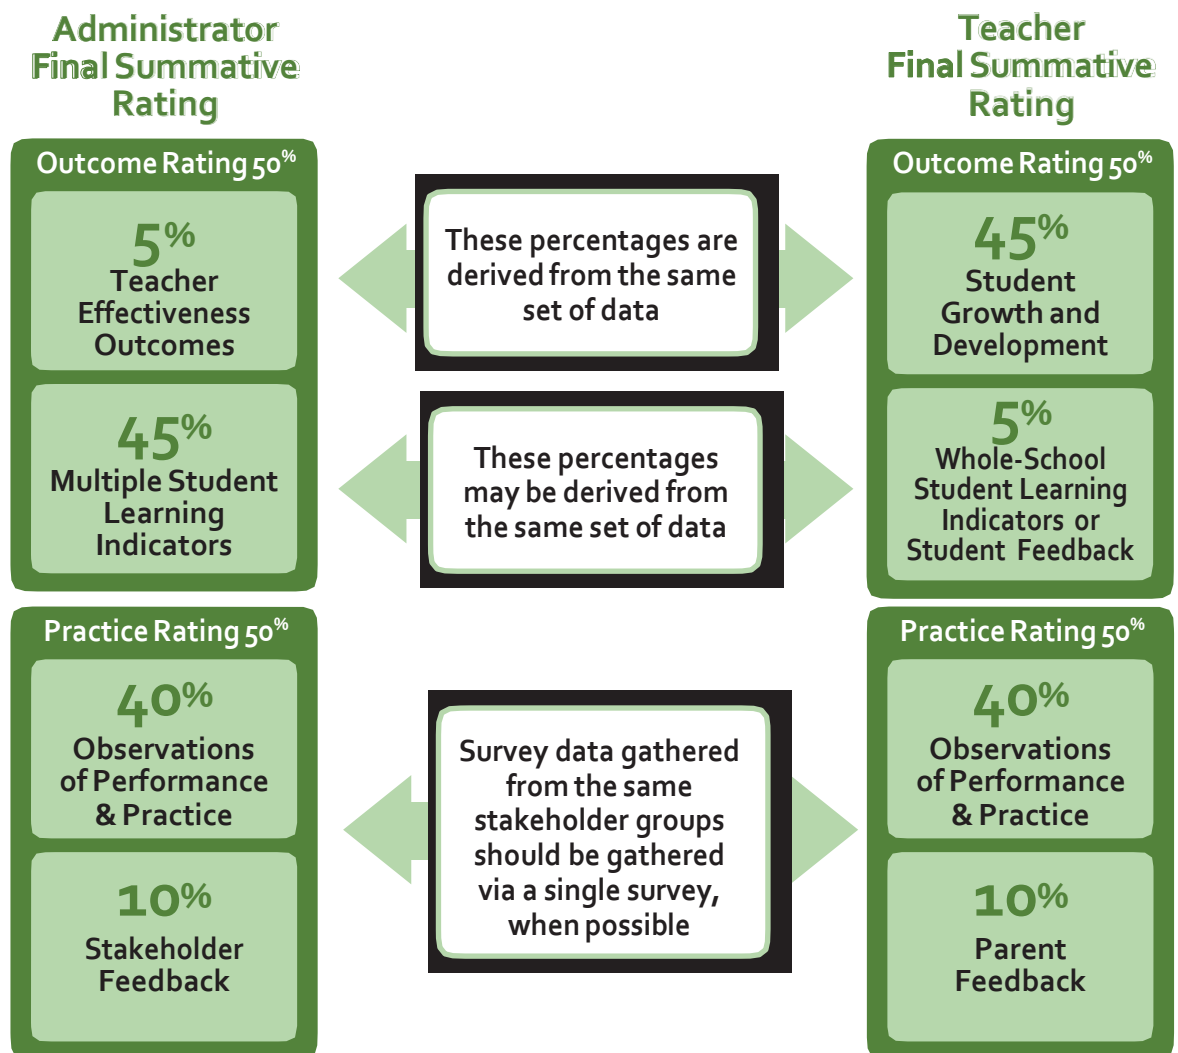 Administrator
Final Summative
Rating
Outcome Rating 50%
5%
Teacher
Effectiveness
Outcomes
45%
Multiple Student
Learning
Indicators
Practice Rating 50%
40%
Observations
of Performance
& Practice
10%
Stakeholder
Feedback
These percentages are
derived from the same
set of data
These percentages
may be derived from
the same set of data
Survey data gathered
from the same
stakeholder groups
should be gathered
via a single survey,
when possible
Teacher
Final Summative
Rating
Outcome Rating 50%
45%
Student
Growth and
Development
5%
Whole-School
Student Learning
Indicators or
Student Feedback
Practice Rating 50%
40%
Observations
of Performance
& Practice
10%
Parent
Feedback